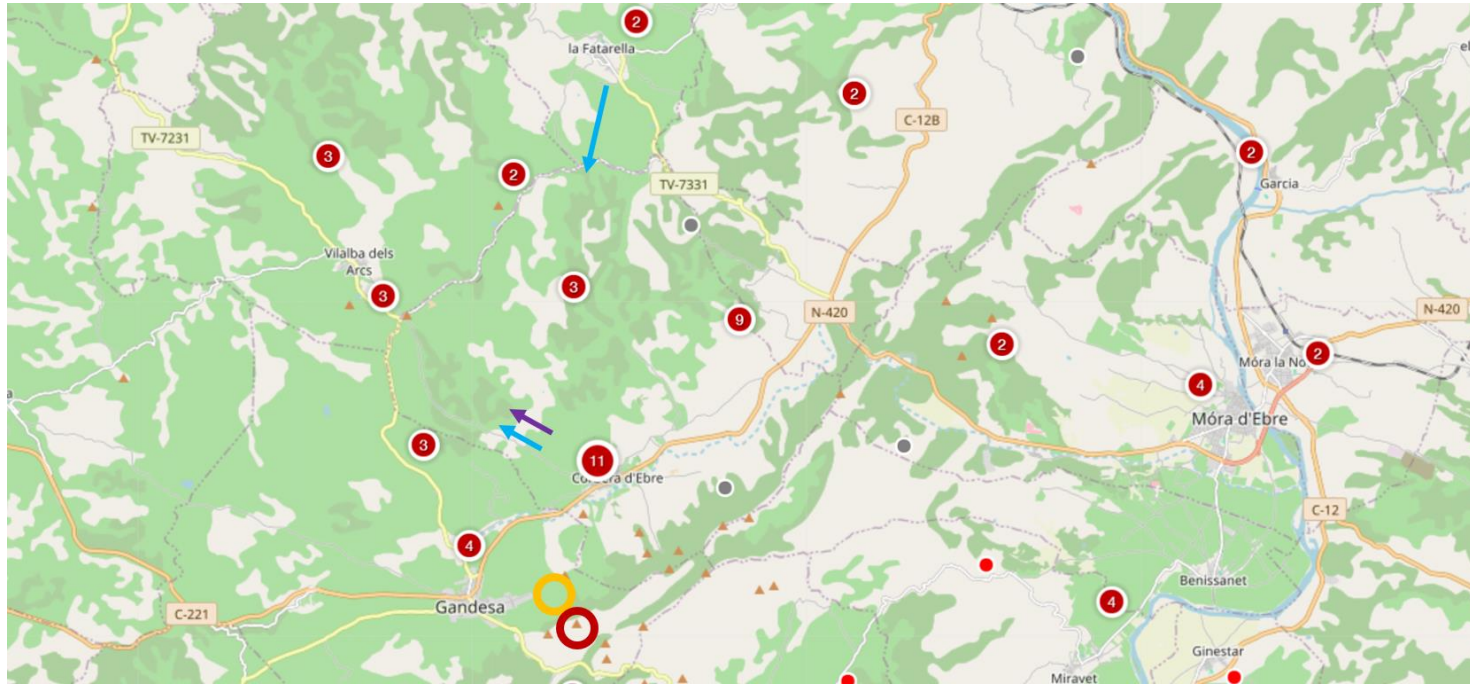 2
la Fatarella
2
C-12B
TV-7231
3
2
2
Garcia
TV-7331
Vilalba dels
Arcs
3
3
9
N-420
N-420
2
Móra la No
2
4
Móra d'Ebre
3
11
Corbera d'Ebre
C-12
4
Benissanet
4
Gandesa
C-221
Ginestar
Miravet
el
a